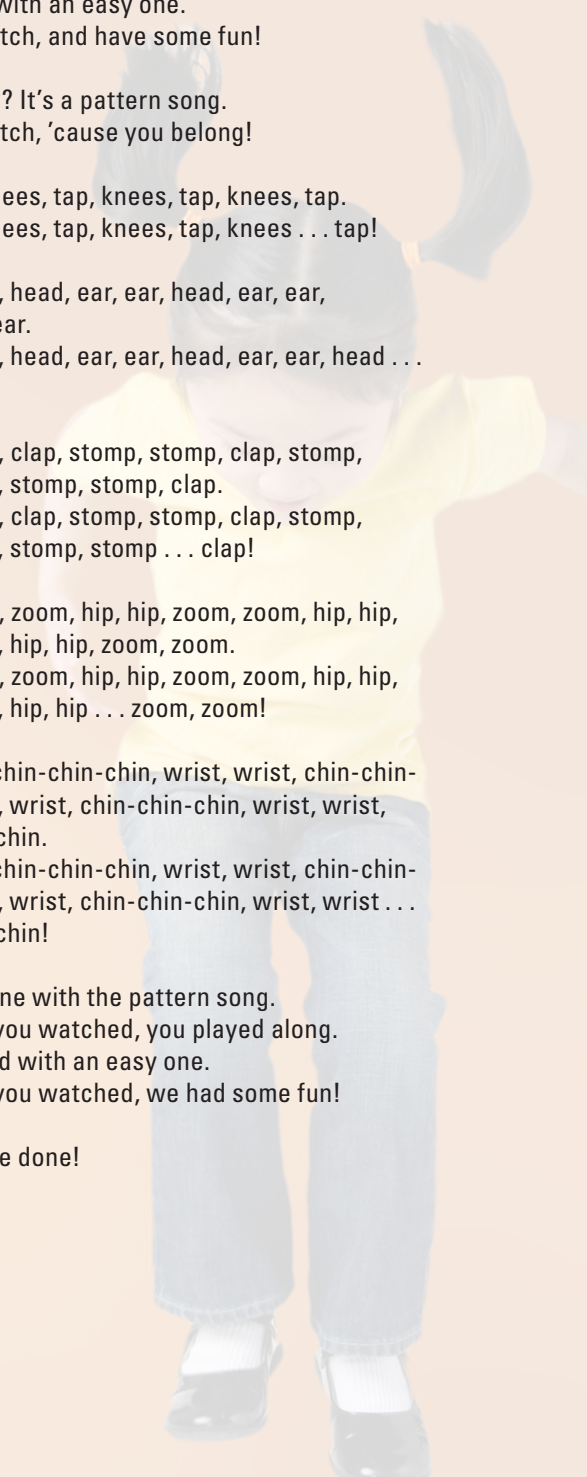 with an easy one.
tch, and have some fun!
? It's a pattern song.
tch, ’cause you belong!
ees, tap, knees, tap, knees, tap.
ees, tap, knees, tap, knees . . . tap!
, head, ear, ear, head, ear, ear,
ear.
, head, ear, ear, head, ear, ear, head . . .
, clap, stomp, stomp, clap, stomp,
, stomp, stomp, clap.
, clap, stomp, stomp, clap, stomp,
, stomp, stomp . . . clap!
, zoom, hip, hip, zoom, zoom, hip, hip,
, hip, hip, zoom, zoom.
, zoom, hip, hip, zoom, zoom, hip, hip,
, hip, hip . . . zoom, zoom!
chin-chin-chin, wrist, wrist, chin-chin-
, wrist, chin-chin-chin, wrist, wrist,
chin.
chin-chin-chin, wrist, wrist, chin-chin-
, wrist, chin-chin-chin, wrist, wrist . . .
chin!
ne with the pattern song.
you watched, you played along.
d with an easy one.
you watched, we had some fun!
e done!